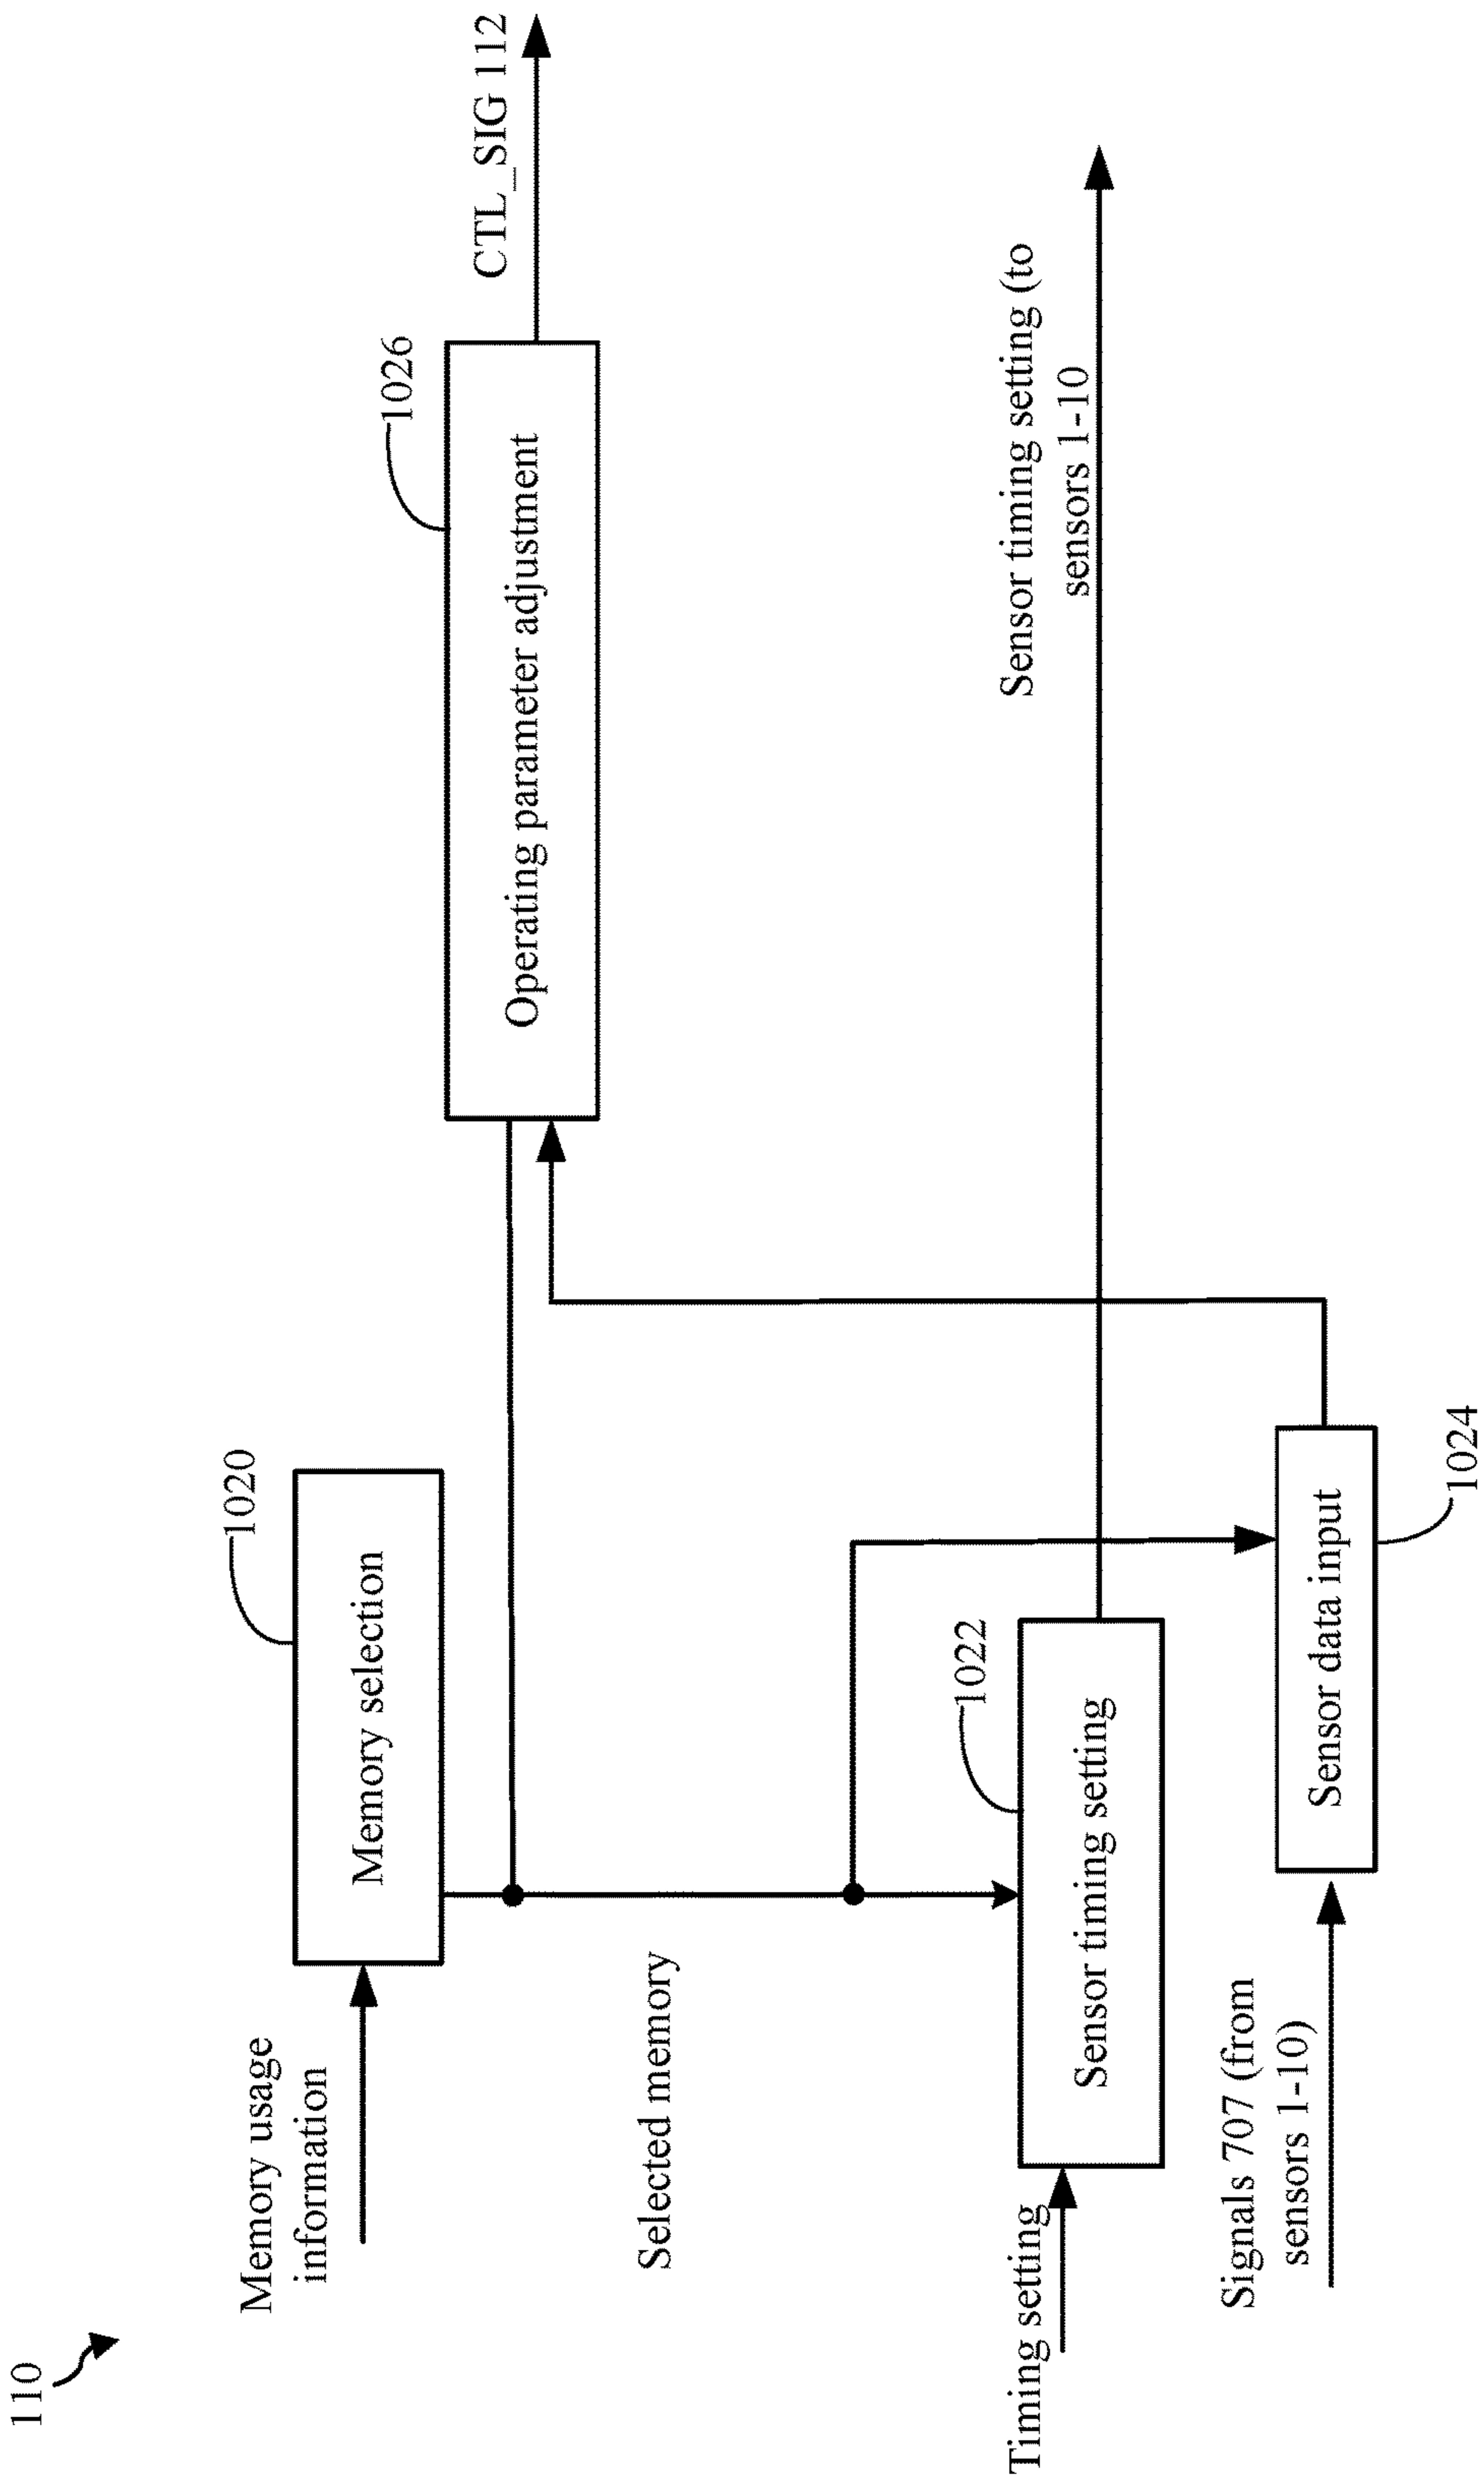 110
Memory usage
information
Memory selection
1020
Selected memory
Operating parameter adjustment
1026
CTL_SIG 112
Timing setting
Sensor timing setting
1022
Sensor timing setting (to
sensors 1-10
Signals 707 (from
sensors 1-10)
Sensor data input
1024